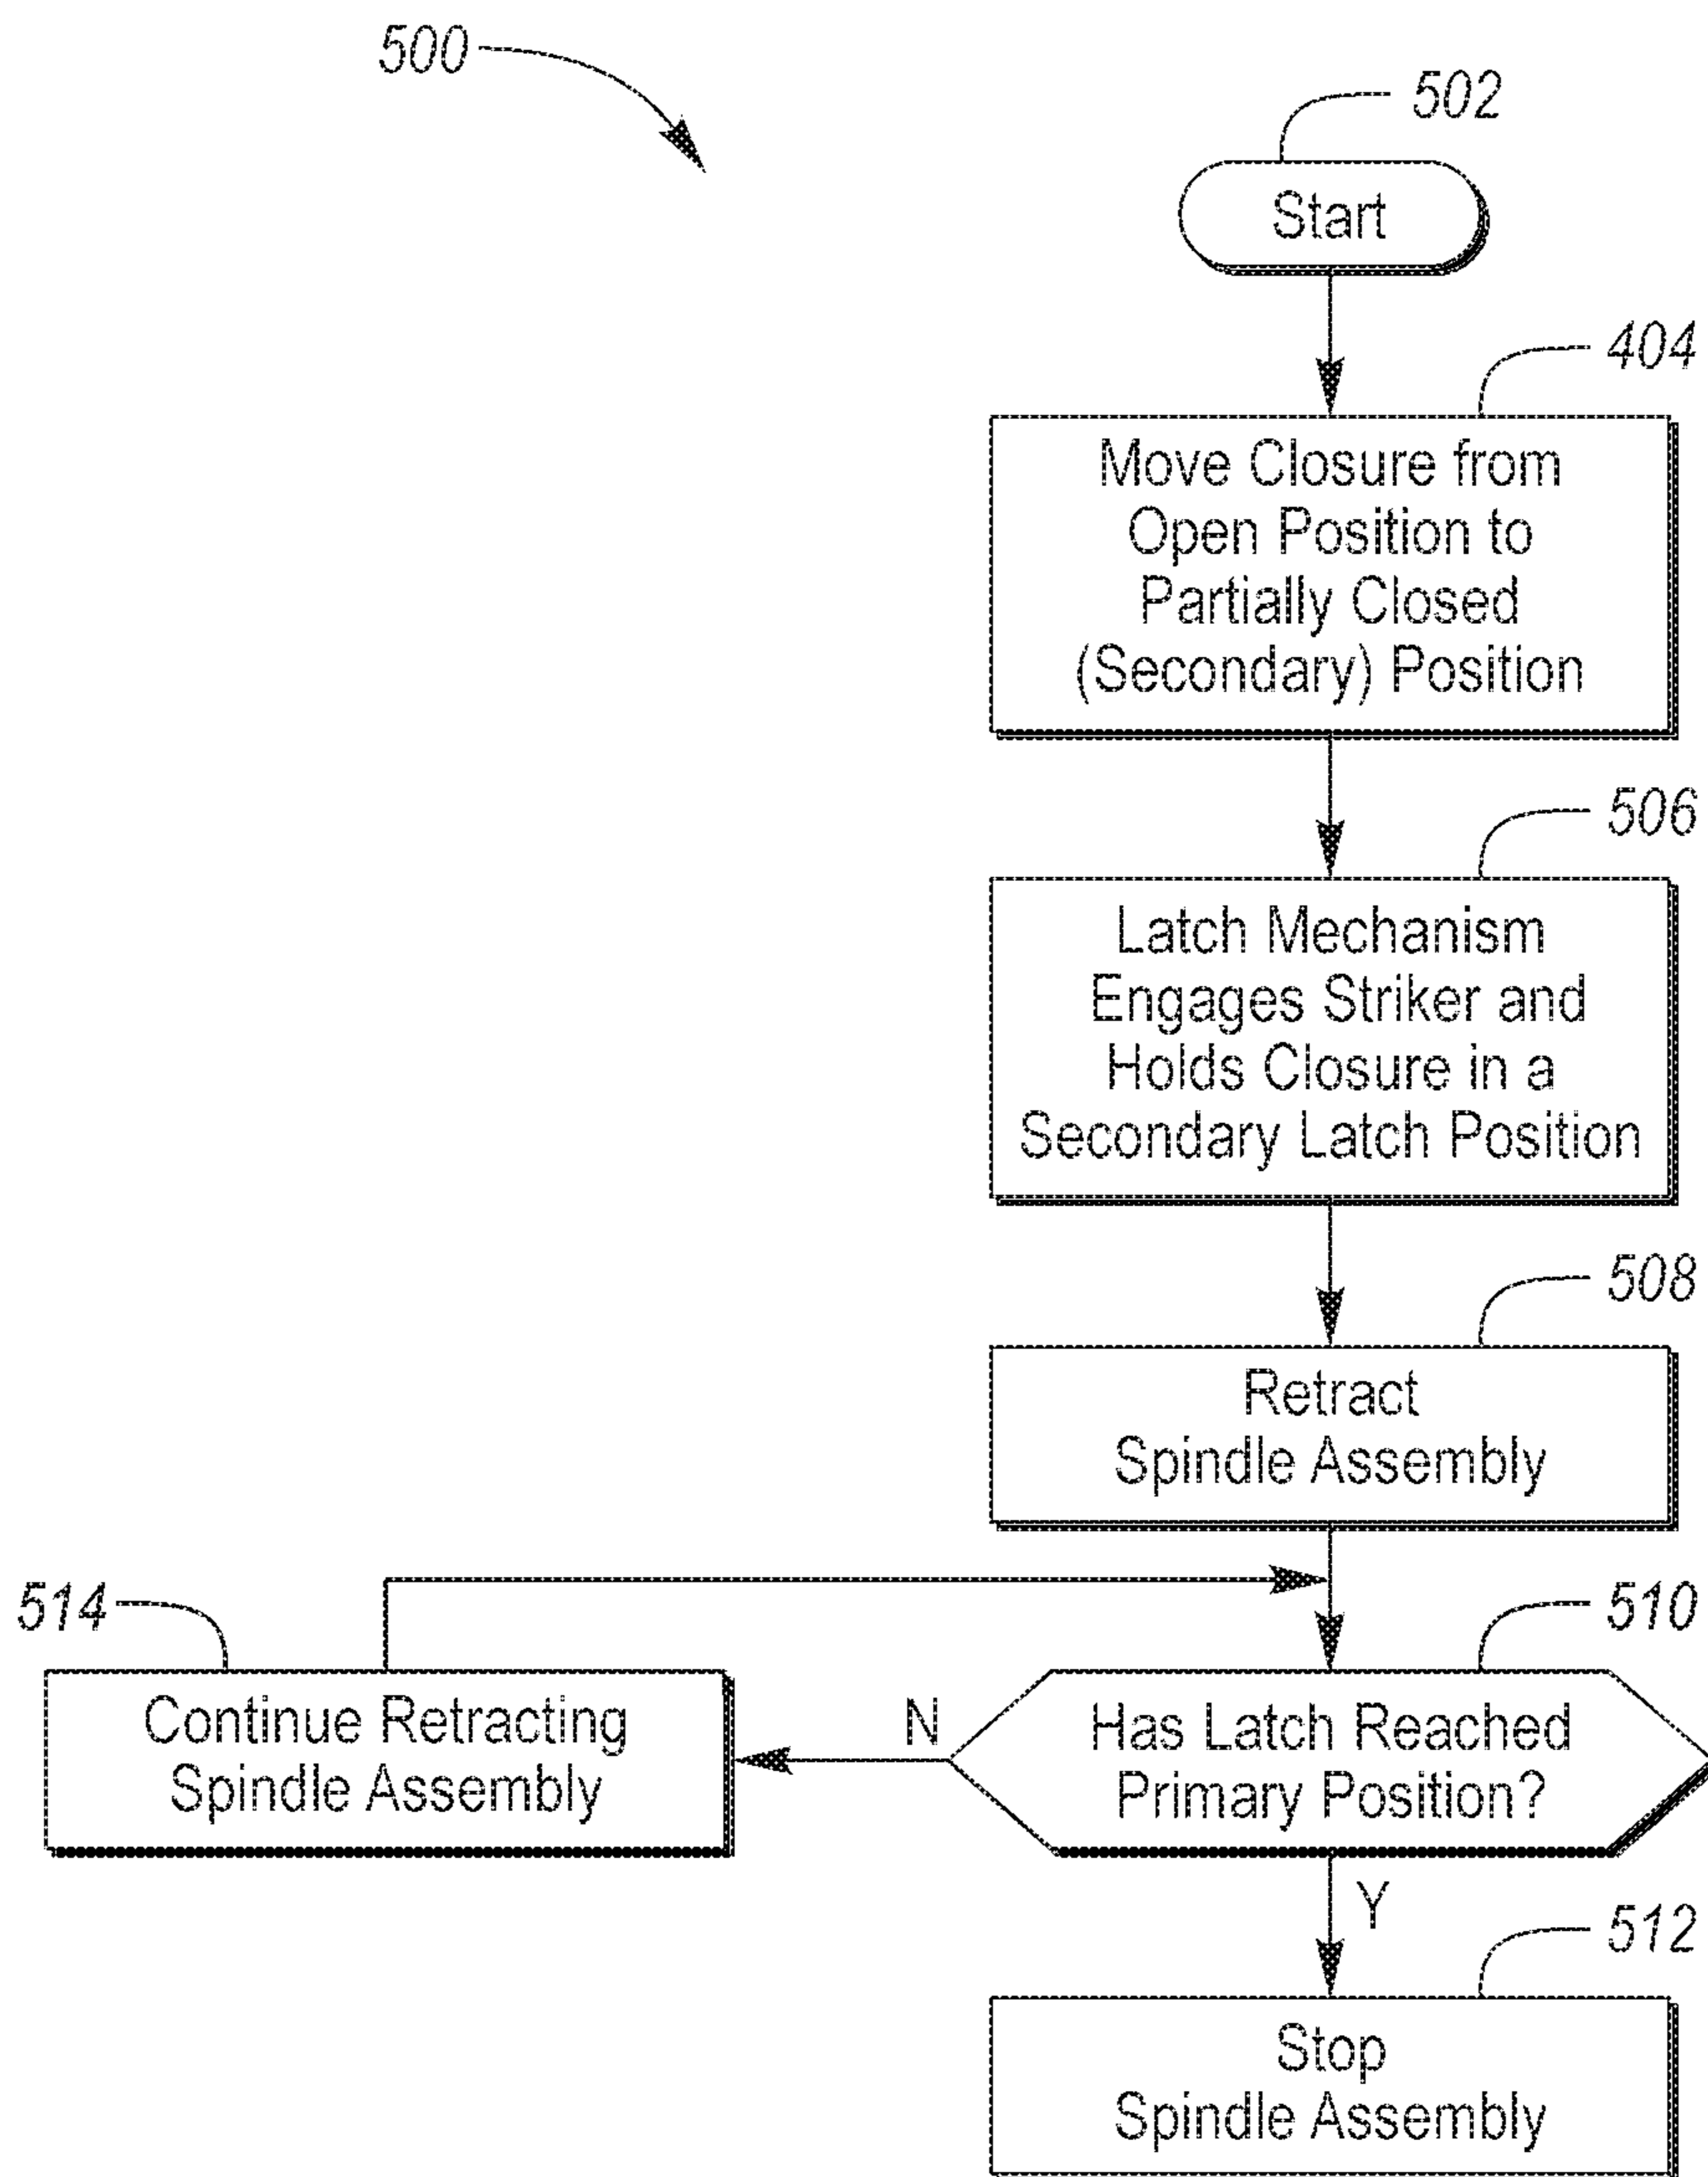 500
502
Start
404
Move Closure from
Open Position to
Partially Closed
(Secondary) Position
506
Latch Mechanism
Engages Striker and
Holds Closure in a
Secondary Latch Position
508
Retract
Spindle Assembly
514
Continue Retracting
Spindle Assembly
N
510
Has Latch Reached
Primary Position?
Y
512
Stop
Spindle Assembly